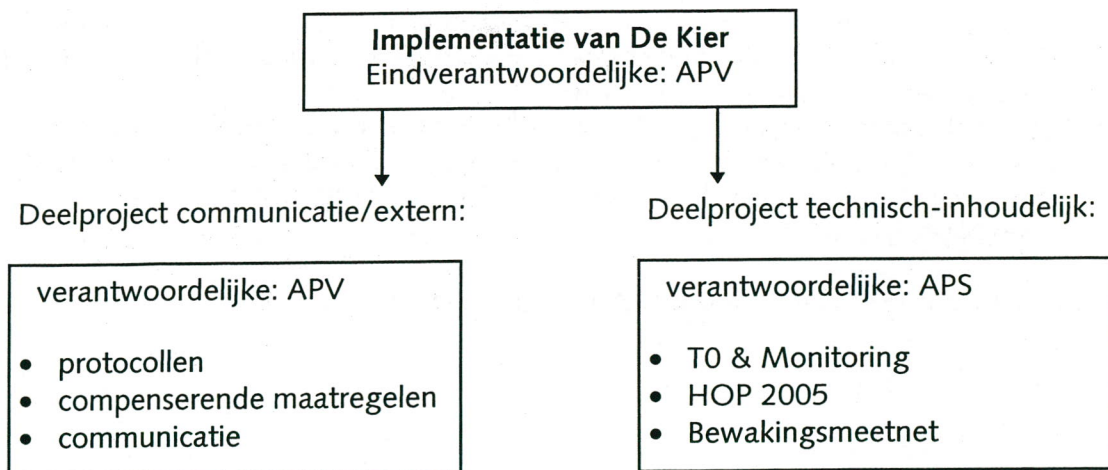 Implementatie van De Kier
Eindverantwoordelijke: APV
Deelproject communicatie/extern:
verantwoordelijke: APV
• protocollen
• compenserende maatregelen
• communicatie
Deelproject technisch-inhoudelijk:
verantwoordelijke: APS
• T0 & Monitoring
• HOP 2005
• Bewakingsmeetnet